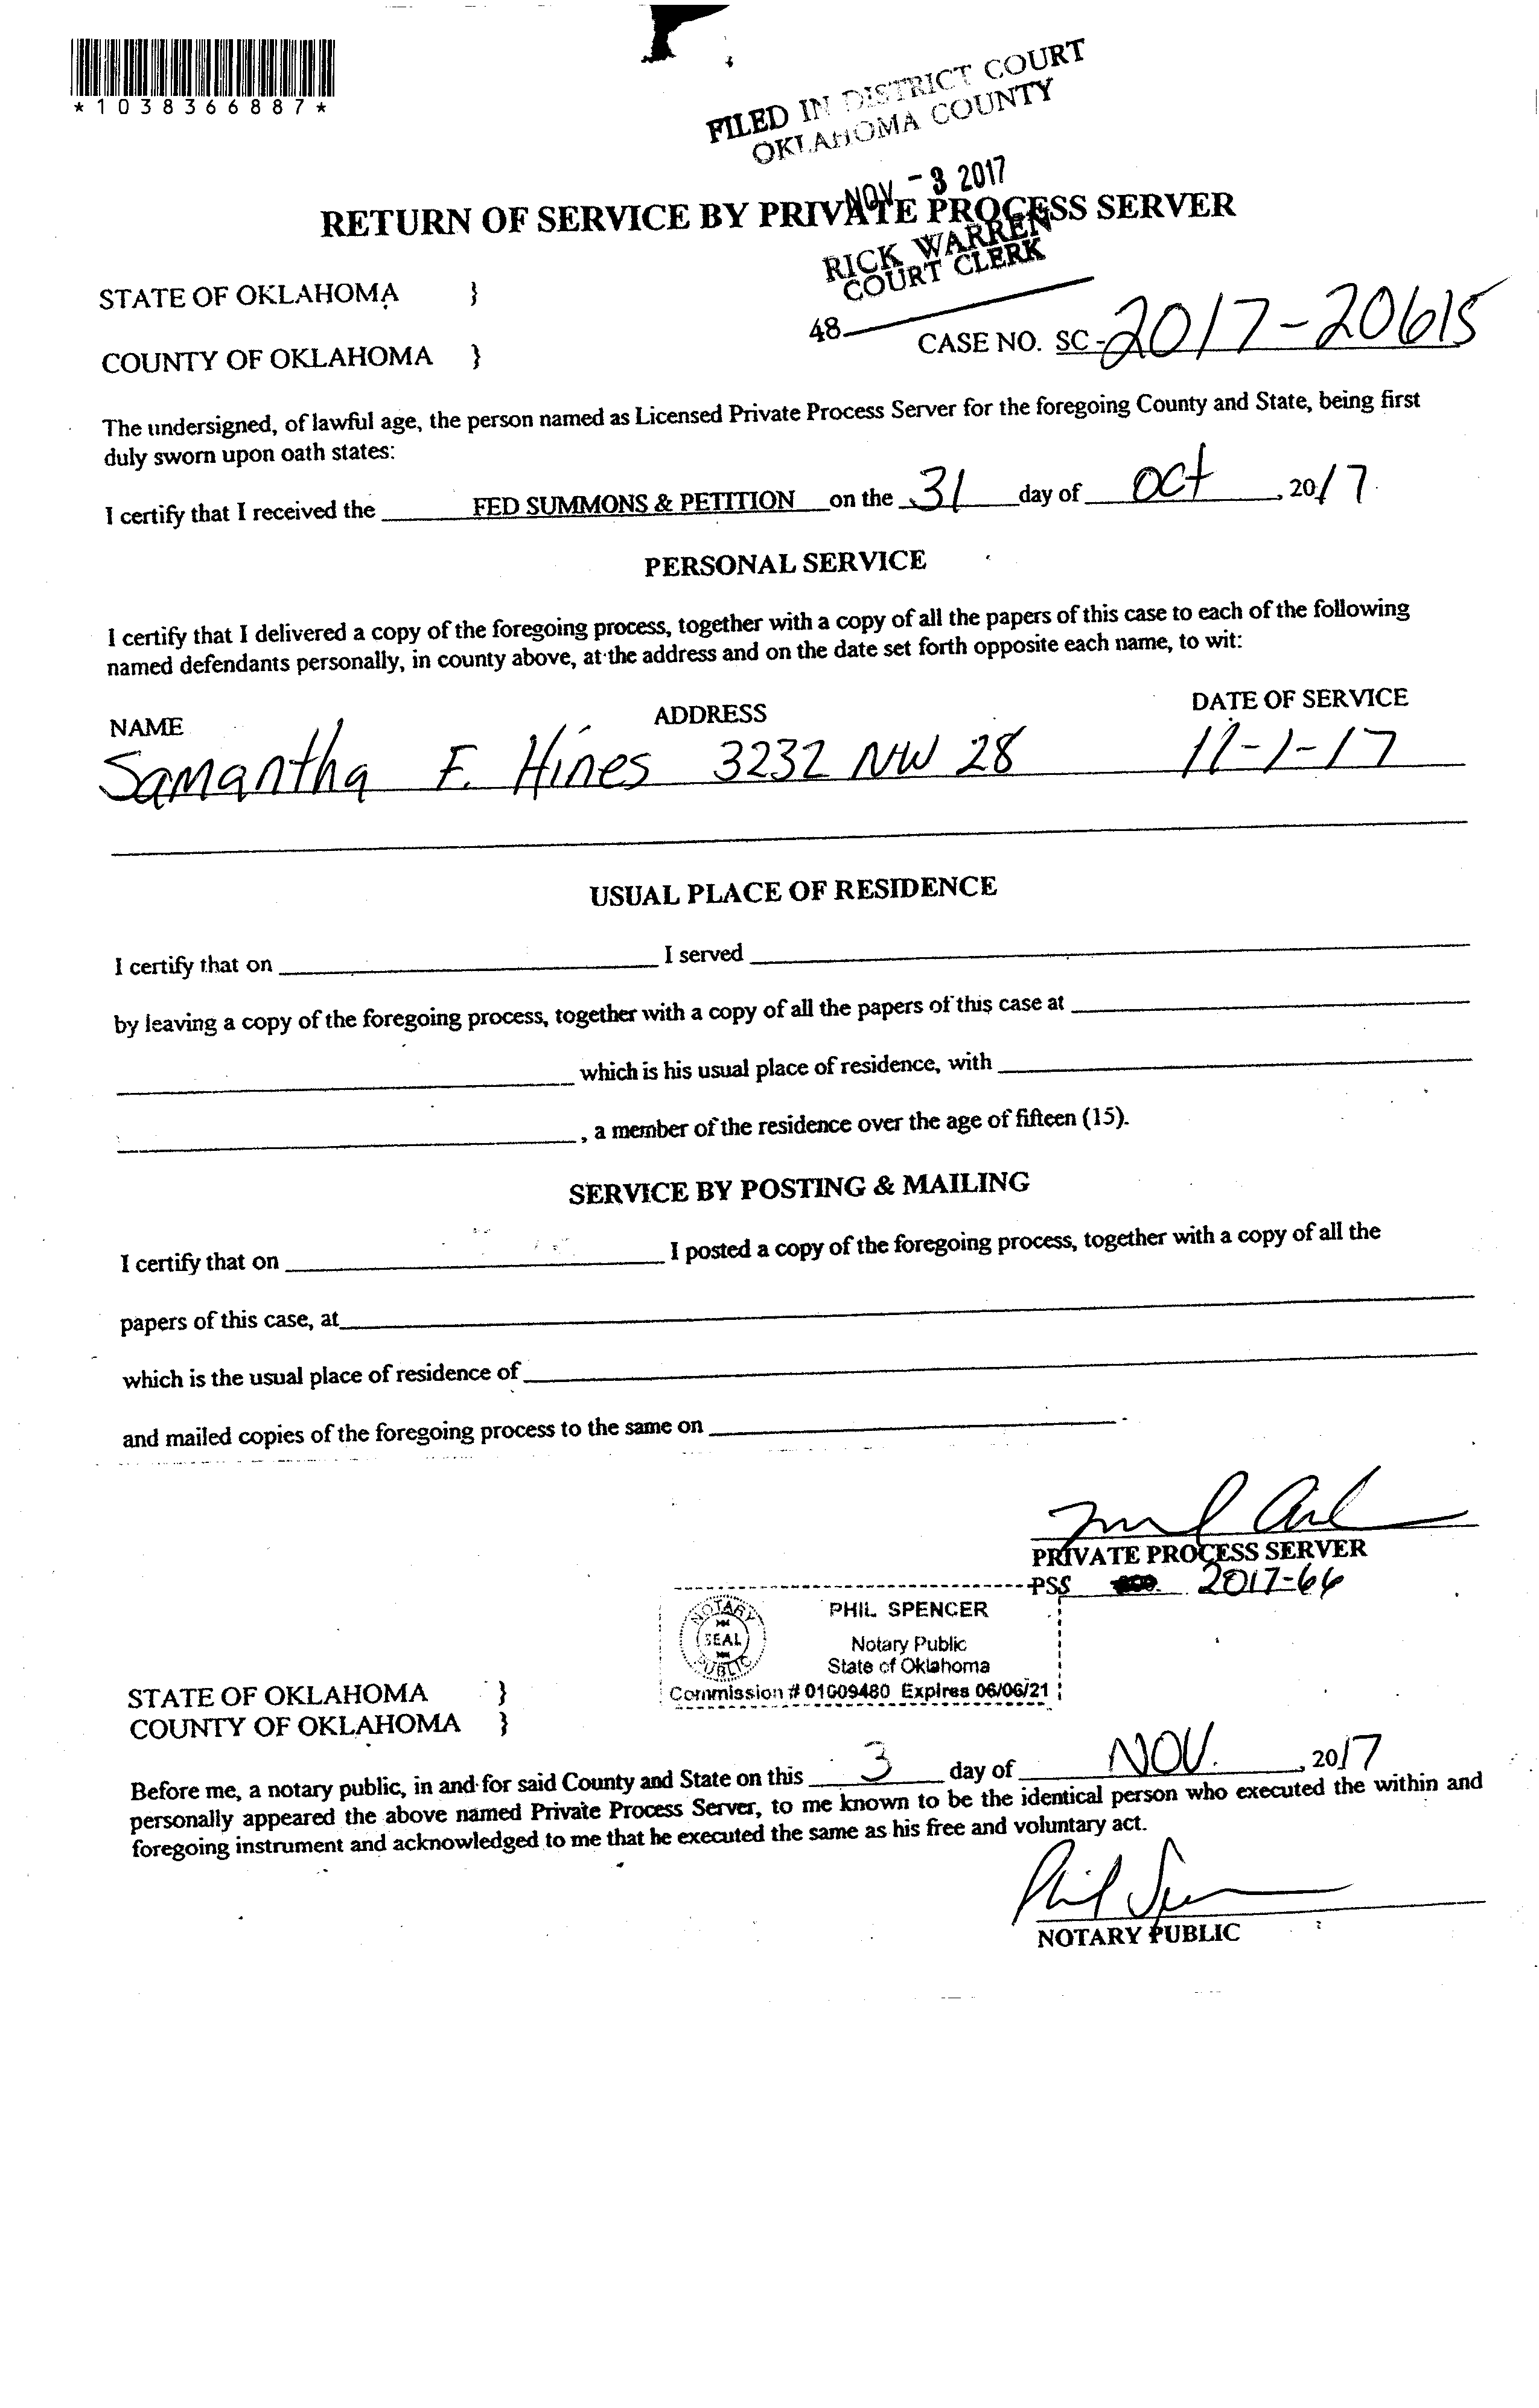 *1038366887*
FILED IN DISTRICT COURT
OKLAHOMA COUNTY
NOV - 3 2017
RETURN OF SERVICE BY PRIVATE PROCESS SERVER
RICK WARREN
COURT CLERK
48
STATE OF OKLAHOMA }
COUNTY OF OKLAHOMA }
CASE NO. SC-2017-20615
The undersigned, of lawful age, the person named as Licensed Private Process Server for the foregoing County and State, being first
duly sworn upon oath states:
I certify that I received the FED SUMMONS & PETITION on the 31 day of Oct, 2017.
PERSONAL SERVICE
I certify that I delivered a copy of the foregoing process, together with a copy of all the papers of this case to each of the following
named defendants personally, in county above, at the address and on the date set forth opposite each name, to wit:
NAME ADDRESS DATE OF SERVICE
Samantha F. Hines 3232 NW 28 11-1-17
USUAL PLACE OF RESIDENCE
I certify that on I served
by leaving a copy of the foregoing process, together with a copy of all the papers of this case at
which is his usual place of residence, with
, a member of the residence over the age of fifteen (15).
SERVICE BY POSTING & MAILING
I certify that on I posted a copy of the foregoing process, together with a copy of all the
papers of this case, at
which is the usual place of residence of
and mailed copies of the foregoing process to the same on .
PRIVATE PROCESS SERVER
PSS 2017-66
NOTARY PUBLIC SEAL
PHIL SPENCER
Notary Public
State of Oklahoma
Commission # 01009480 Expires 06/06/21
STATE OF OKLAHOMA }
COUNTY OF OKLAHOMA }
Before me, a notary public, in and for said County and State on this 3 day of NOV., 2017
personally appeared the above named Private Process Server, to me known to be the identical person who executed the within and
foregoing instrument and acknowledged to me that he executed the same as his free and voluntary act.
Phil Spencer
NOTARY PUBLIC